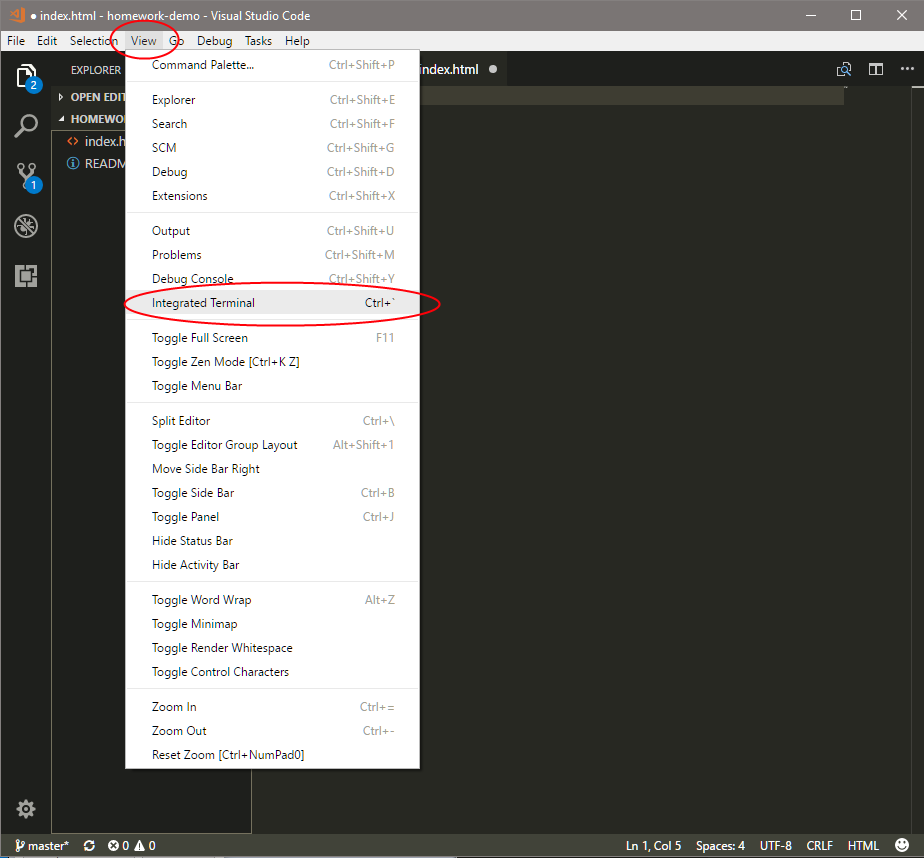 ● index.html - homework-demo - Visual Studio Code
File Edit Selection View Go Debug Tasks Help
2
1
EXPLORER
OPEN EDIT
HOMEWO
index.h
README
index.html ●
Command Palette... Ctrl+Shift+P
Explorer Ctrl+Shift+E
Search Ctrl+Shift+F
SCM Ctrl+Shift+G
Debug Ctrl+Shift+D
Extensions Ctrl+Shift+X
Output Ctrl+Shift+U
Problems Ctrl+Shift+M
Debug Console Ctrl+Shift+Y
Integrated Terminal Ctrl+`
Toggle Full Screen F11
Toggle Zen Mode [Ctrl+K Z]
Toggle Menu Bar
Split Editor Ctrl+\
Toggle Editor Group Layout Alt+Shift+1
Move Side Bar Right
Toggle Side Bar Ctrl+B
Toggle Panel Ctrl+J
Hide Status Bar
Hide Activity Bar
Toggle Word Wrap Alt+Z
Toggle Minimap
Toggle Render Whitespace
Toggle Control Characters
Zoom In Ctrl+=
Zoom Out Ctrl+-
Reset Zoom [Ctrl+NumPad0]
master* 0 0 Ln 1, Col 5 Spaces: 4 UTF-8 CRLF HTML